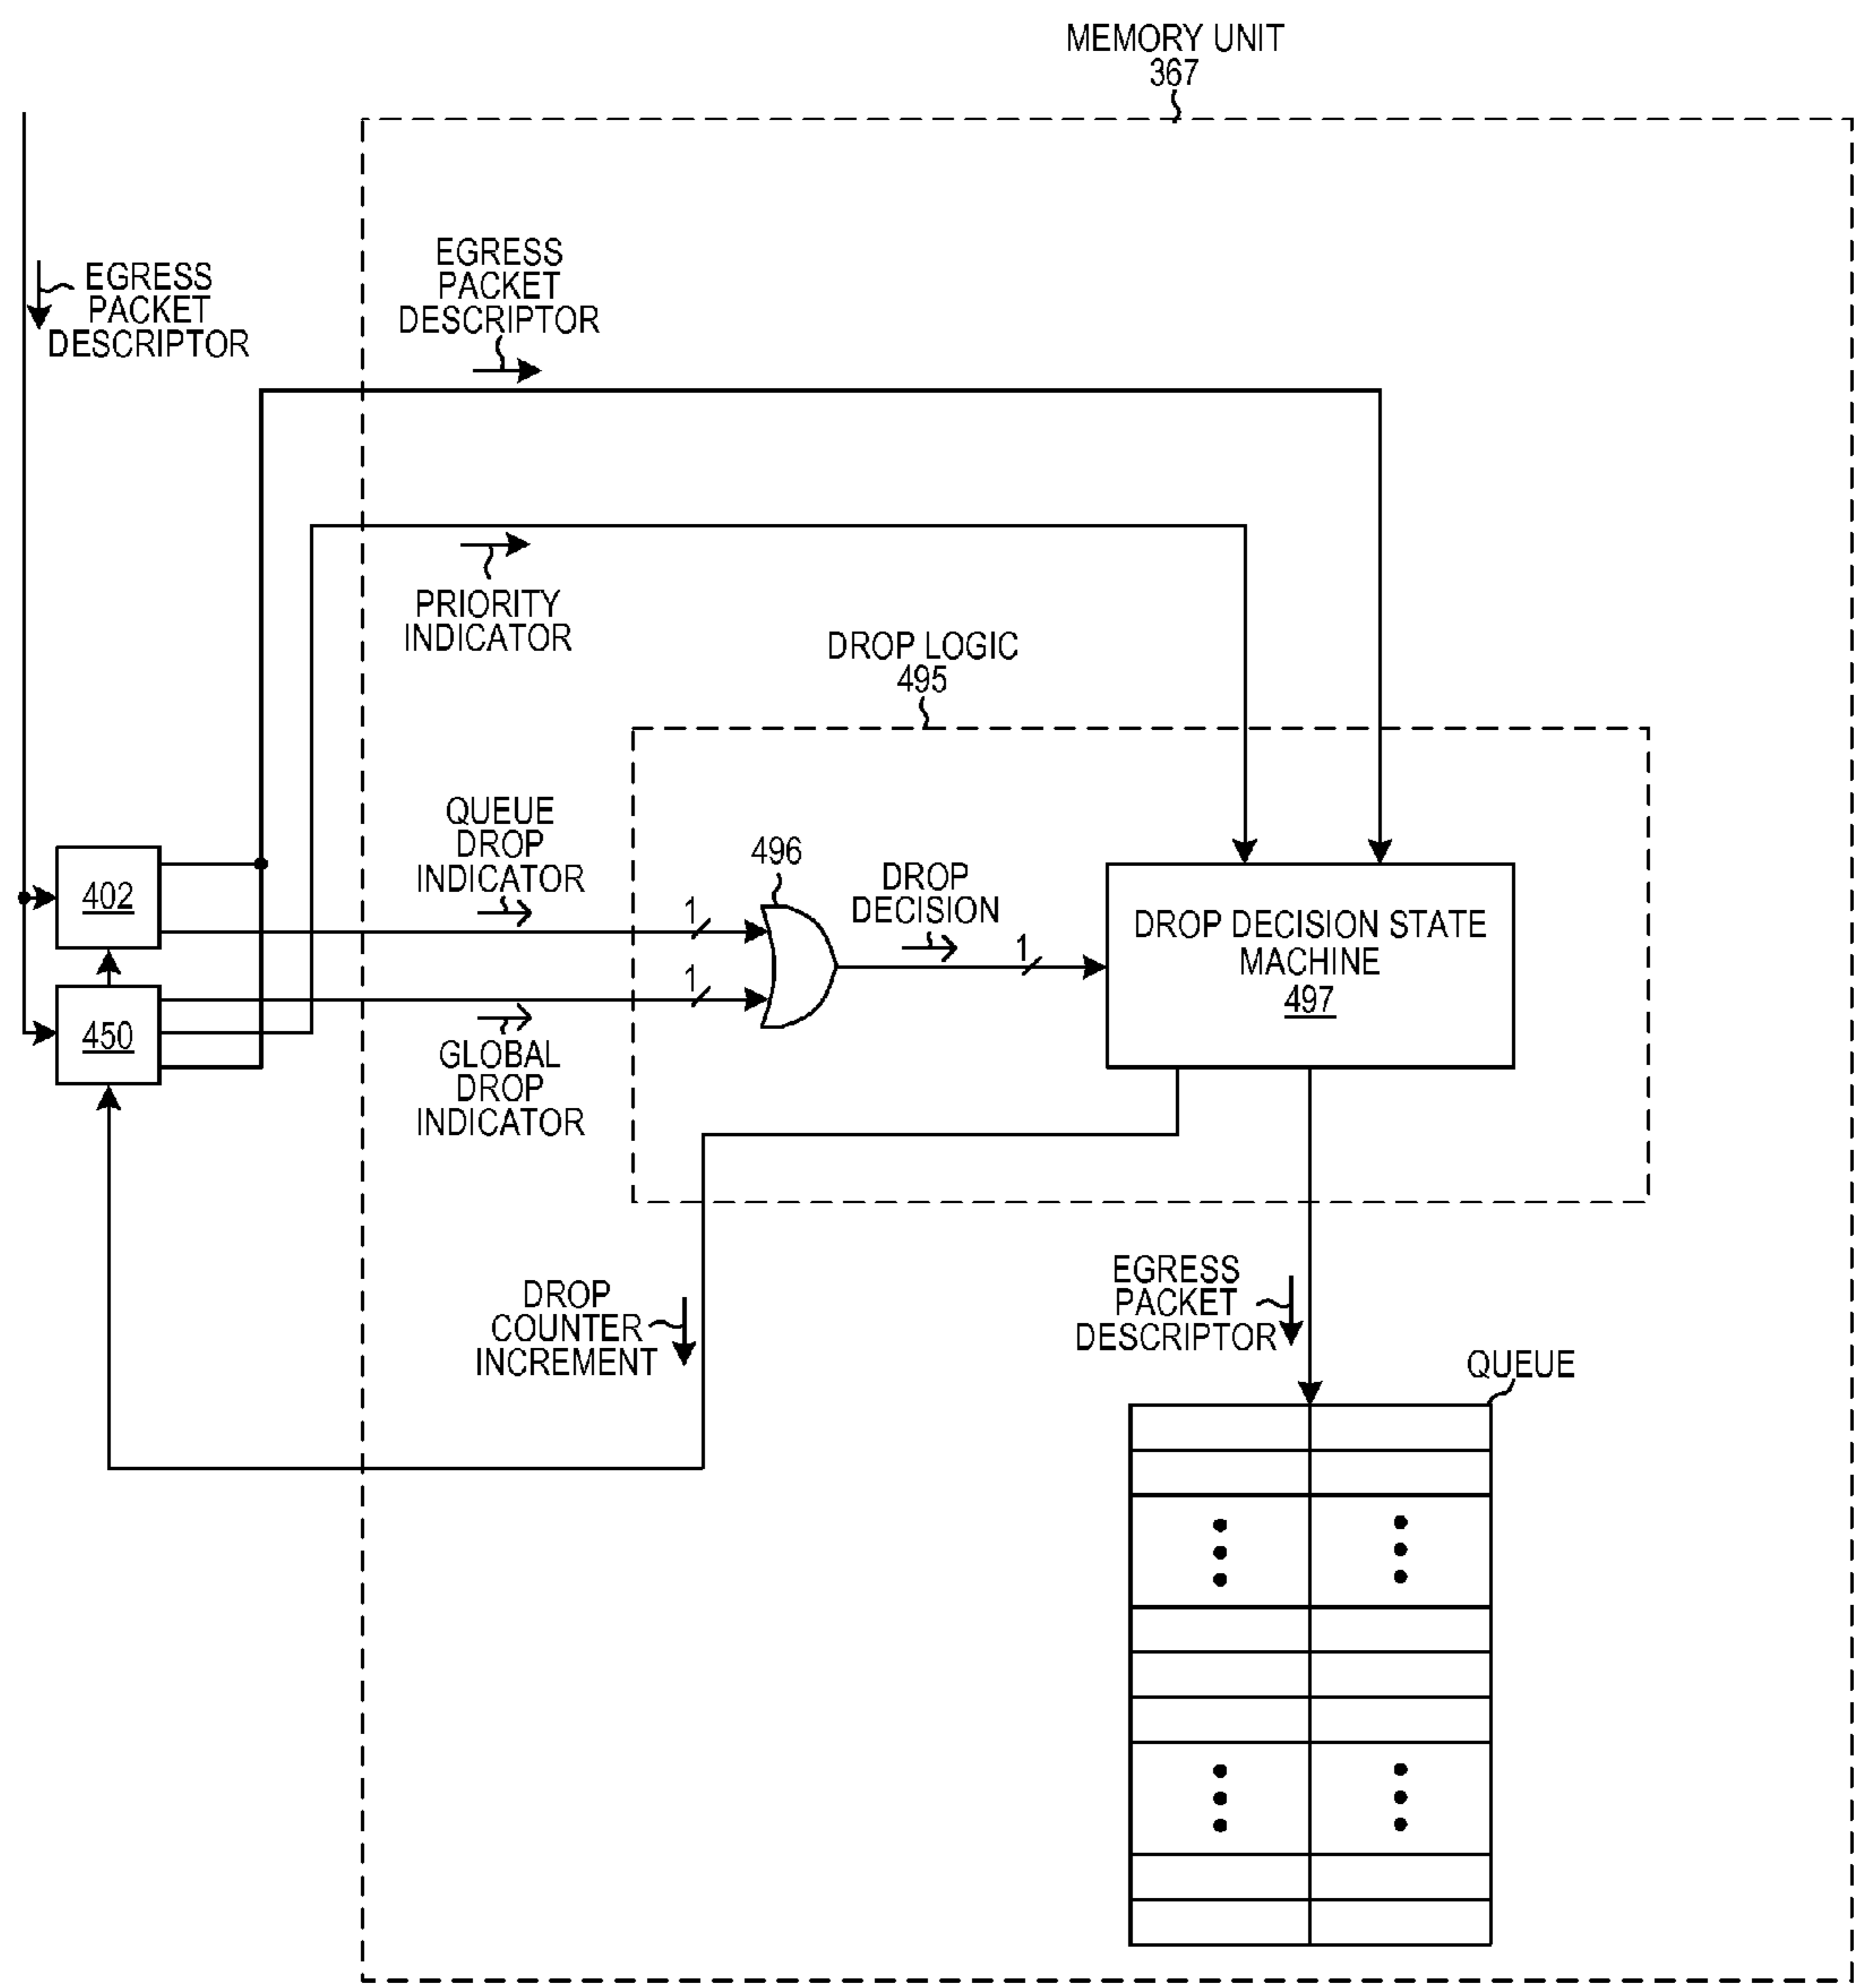 MEMORY UNIT
367
EGRESS
PACKET
DESCRIPTOR
EGRESS
PACKET
DESCRIPTOR
PRIORITY
INDICATOR
DROP LOGIC
495
QUEUE
DROP
INDICATOR
496
DROP
DECISION
402
1
1
1
DROP DECISION STATE
MACHINE
497
450
GLOBAL
DROP
INDICATOR
DROP
COUNTER
INCREMENT
EGRESS
PACKET
DESCRIPTOR
QUEUE